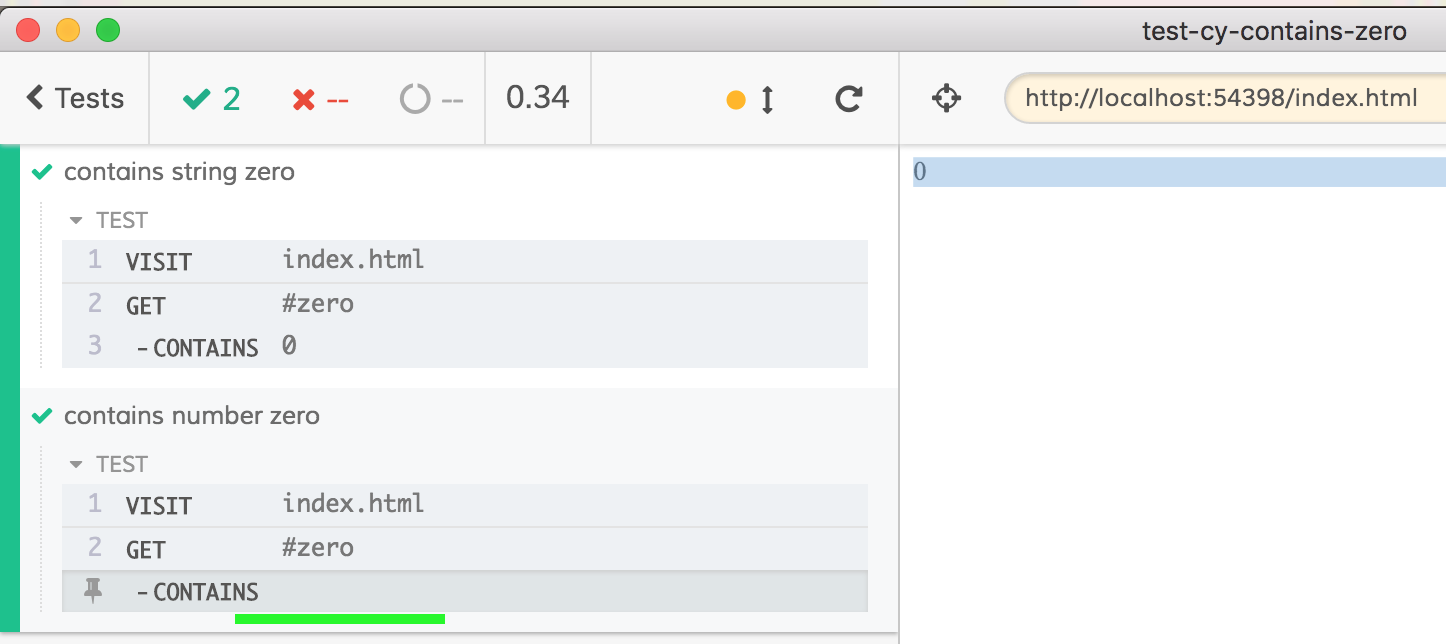 test-cy-contains-zero
Tests 2 -- -- 0.34 http://localhost:54398/index.html
contains string zero
TEST
1 VISIT index.html
2 GET #zero
3 -CONTAINS 0
contains number zero
TEST
1 VISIT index.html
2 GET #zero
-CONTAINS
0